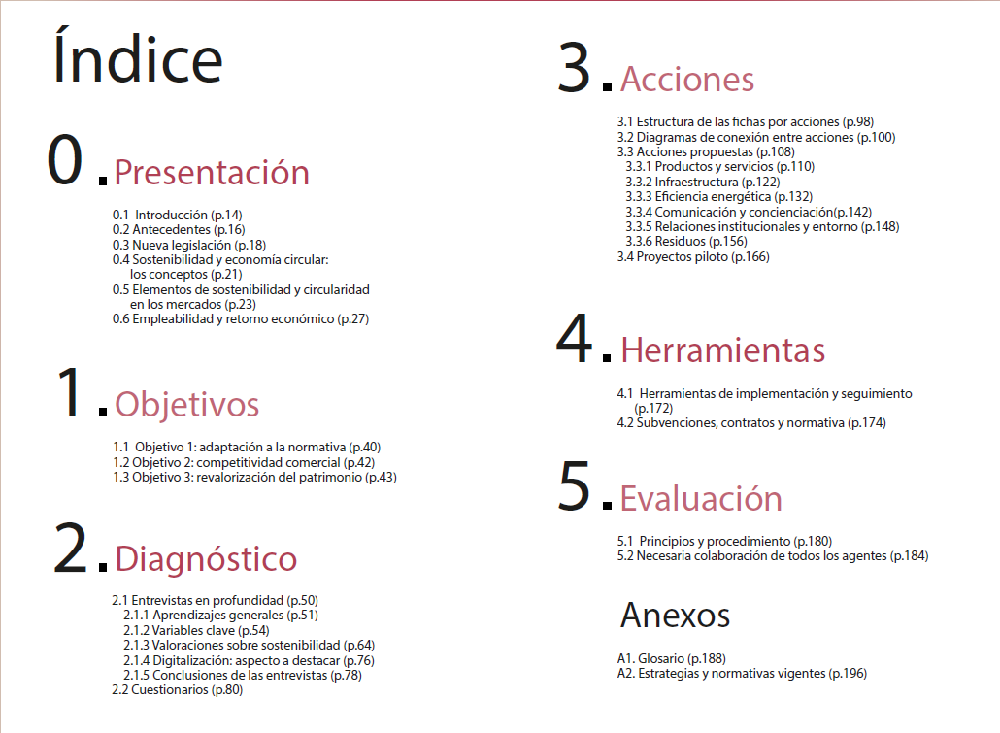 Índice
0. Presentación
0.1 Introducción (p.14)
0.2 Antecedentes (p.16)
0.3 Nueva legislación (p.18)
0.4 Sostenibilidad y economía circular:
los conceptos (p.21)
0.5 Elementos de sostenibilidad y circularidad
en los mercados (p.23)
0.6 Empleabilidad y retorno económico (p.27)
1. Objetivos
1.1 Objetivo 1: adaptación a la normativa (p.40)
1.2 Objetivo 2: competitividad comercial (p.42)
1.3 Objetivo 3: revalorización del patrimonio (p.43)
2. Diagnóstico
2.1 Entrevistas en profundidad (p.50)
2.1.1 Aprendizajes generales (p.51)
2.1.2 Variables clave (p.54)
2.1.3 Valoraciones sobre sostenibilidad (p.64)
2.1.4 Digitalización: aspecto a destacar (p.76)
2.1.5 Conclusiones de las entrevistas (p.78)
2.2 Cuestionarios (p.80)
3. Acciones
3.1 Estructura de las fichas por acciones (p.98)
3.2 Diagramas de conexión entre acciones (p.100)
3.3 Acciones propuestas (p.108)
3.3.1 Productos y servicios (p.110)
3.3.2 Infraestructura (p.122)
3.3.3 Eficiencia energética (p.132)
3.3.4 Comunicación y concienciación(p.142)
3.3.5 Relaciones institucionales y entorno (p.148)
3.3.6 Residuos (p.156)
3.4 Proyectos piloto (p.166)
4. Herramientas
4.1 Herramientas de implementación y seguimiento
(p.172)
4.2 Subvenciones, contratos y normativa (p.174)
5. Evaluación
5.1 Principios y procedimiento (p.180)
5.2 Necesaria colaboración de todos los agentes (p.184)
Anexos
A1. Glosario (p.188)
A2. Estrategias y normativas vigentes (p.196)